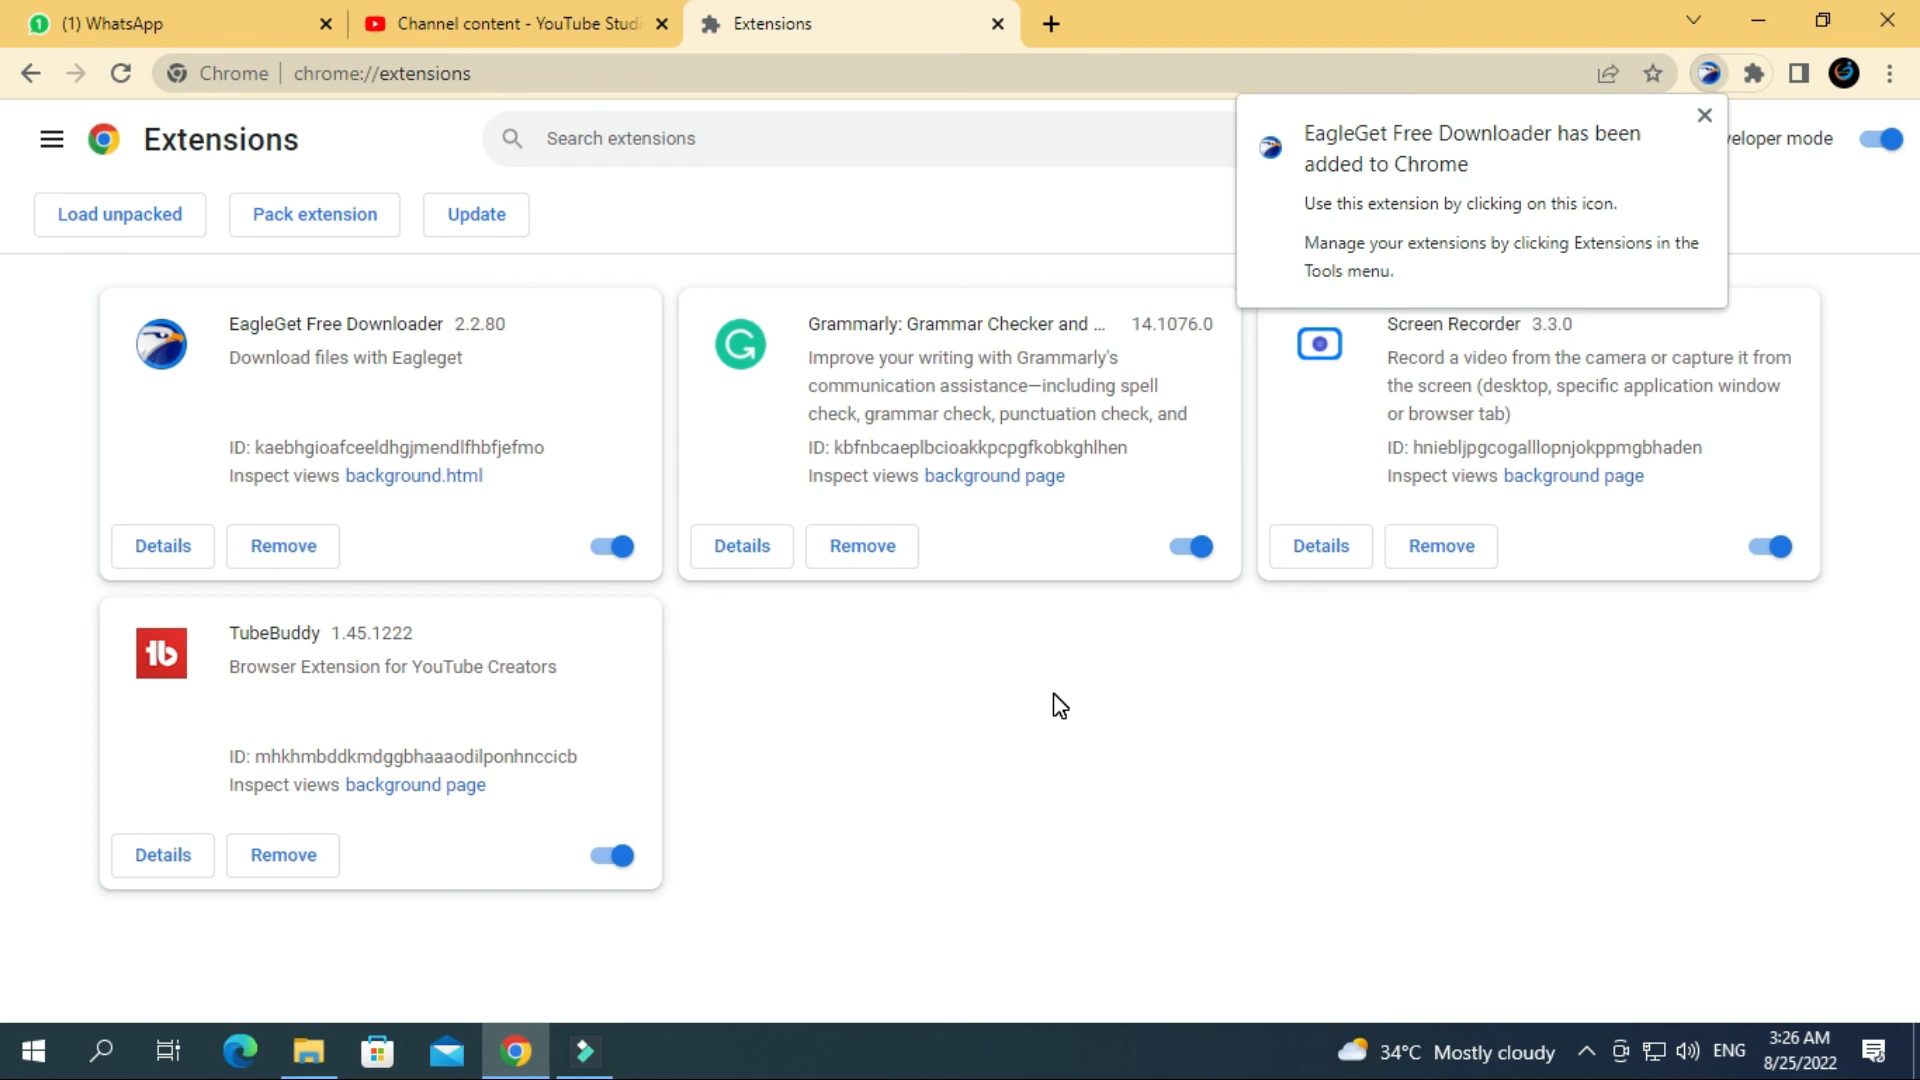 (1) WhatsApp
Channel content - YouTube Studi
Extensions
Chrome | chrome://extensions
Extensions
Search extensions
veloper mode
EagleGet Free Downloader has been
added to Chrome
Use this extension by clicking on this icon.
Manage your extensions by clicking Extensions in the
Tools menu.
Load unpacked
Pack extension
Update
EagleGet Free Downloader 2.2.80
Download files with Eagleget
ID: kaebhgioafceeldhgjmendlfhbfjefmo
Inspect views background.html
Details
Remove
Grammarly: Grammar Checker and ... 14.1076.0
Improve your writing with Grammarly's
communication assistance—including spell
check, grammar check, punctuation check, and
ID: kbfnbcaeplbcioakkpcpgfkobkghlhen
Inspect views background page
Details
Remove
Screen Recorder 3.3.0
Record a video from the camera or capture it from
the screen (desktop, specific application window
or browser tab)
ID: hniebljpgcogalllopnjokppmgbhaden
Inspect views background page
Details
Remove
TubeBuddy 1.45.1222
Browser Extension for YouTube Creators
ID: mhkhmbddkmdggbhaaaodilponhnccicb
Inspect views background page
Details
Remove
34°C Mostly cloudy
ENG
3:26 AM
8/25/2022